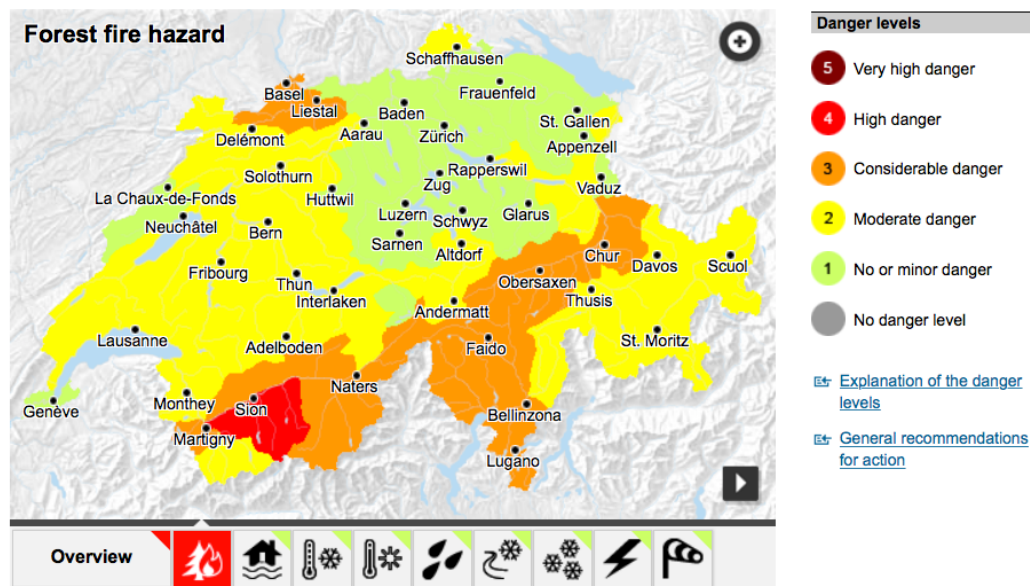 Forest fire hazard
Schaffhausen
Basel
Liestal
Frauenfeld
Baden
Delémont
Aarau
Zürich
St. Gallen
Appenzell
Solothurn
Rapperswil
La Chaux-de-Fonds
Huttwil
Zug
Vaduz
Neuchâtel
Bern
Luzern
Schwyz
Glarus
Sarnen
Altdorf
Chur
Fribourg
Thun
Obersaxen
Davos
Scuol
Interlaken
Andermatt
Thusis
Lausanne
Adelboden
Faido
St. Moritz
Naters
Genève
Monthey
Sion
Bellinzona
Martigny
Lugano
Overview
Danger levels
5 Very high danger
4 High danger
3 Considerable danger
2 Moderate danger
1 No or minor danger
No danger level
Explanation of the danger
levels
General recommendations
for action